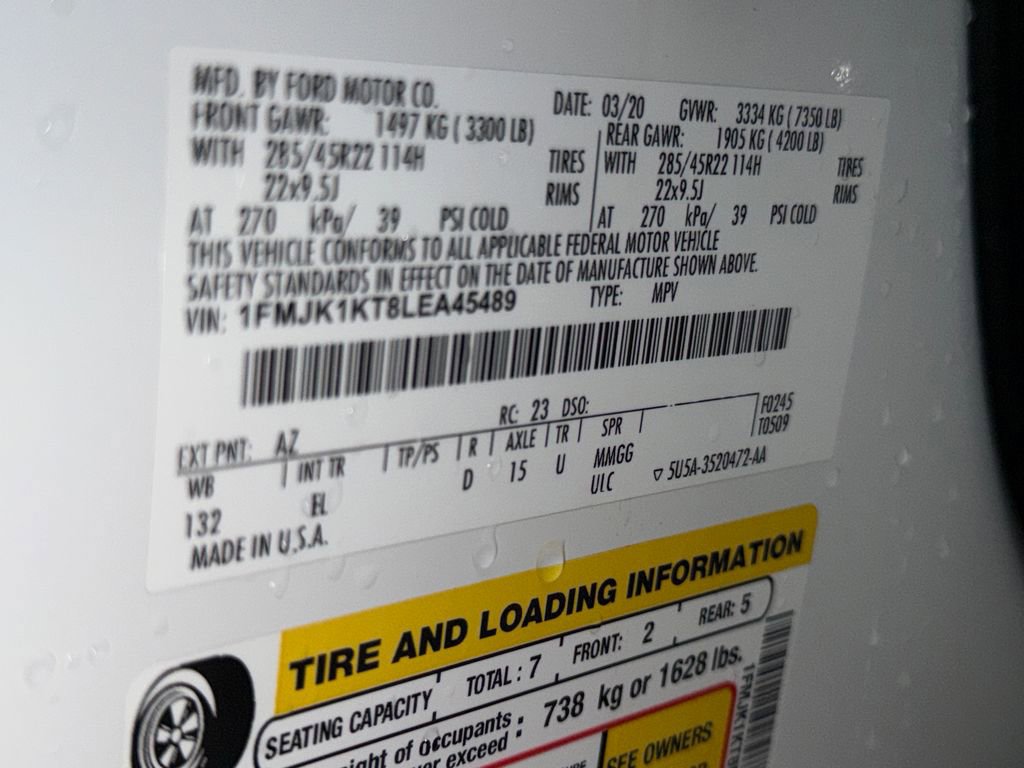 MFD. BY FORD MOTOR CO. DATE: 03/20 GVWR: 3334 KG ( 7350 LB)
FRONT GAWR: 1497 KG ( 3300 LB) REAR GAWR: 1905 KG ( 4200 LB)
WITH 285/45R22 114H TIRES WITH 285/45R22 114H TIRES
22x9.5J RIMS 22x9.5J RIMS
AT 270 kPa/ 39 PSI COLD AT 270 kPa/ 39 PSI COLD
THIS VEHICLE CONFORMS TO ALL APPLICABLE FEDERAL MOTOR VEHICLE
SAFETY STANDARDS IN EFFECT ON THE DATE OF MANUFACTURE SHOWN ABOVE.
VIN: 1FMJK1KT8LEA45489 TYPE: MPV
EXT PNT: AZ RC: 23 DSO: F0245
WB INT TR TP/PS R AXLE TR SPR T0509
132 EL D 15 U MMGG
UIC ▽ 5U5A-3520472-AA
MADE IN U.S.A.
TIRE AND LOADING INFORMATION
SEATING CAPACITY TOTAL : 7 FRONT: 2 REAR: 5
of occupants : 738 kg or 1628 lbs.
exceed :
SEE OWNERS
1FMJK1KT